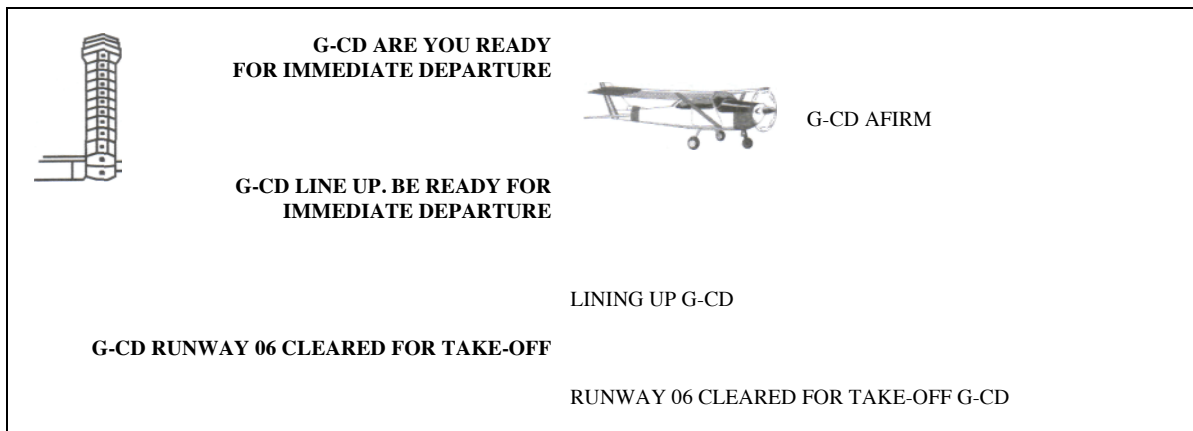 G-CD ARE YOU READY
FOR IMMEDIATE DEPARTURE
G-CD AFIRM
G-CD LINE UP. BE READY FOR
IMMEDIATE DEPARTURE
LINING UP G-CD
G-CD RUNWAY 06 CLEARED FOR TAKE-OFF
RUNWAY 06 CLEARED FOR TAKE-OFF G-CD